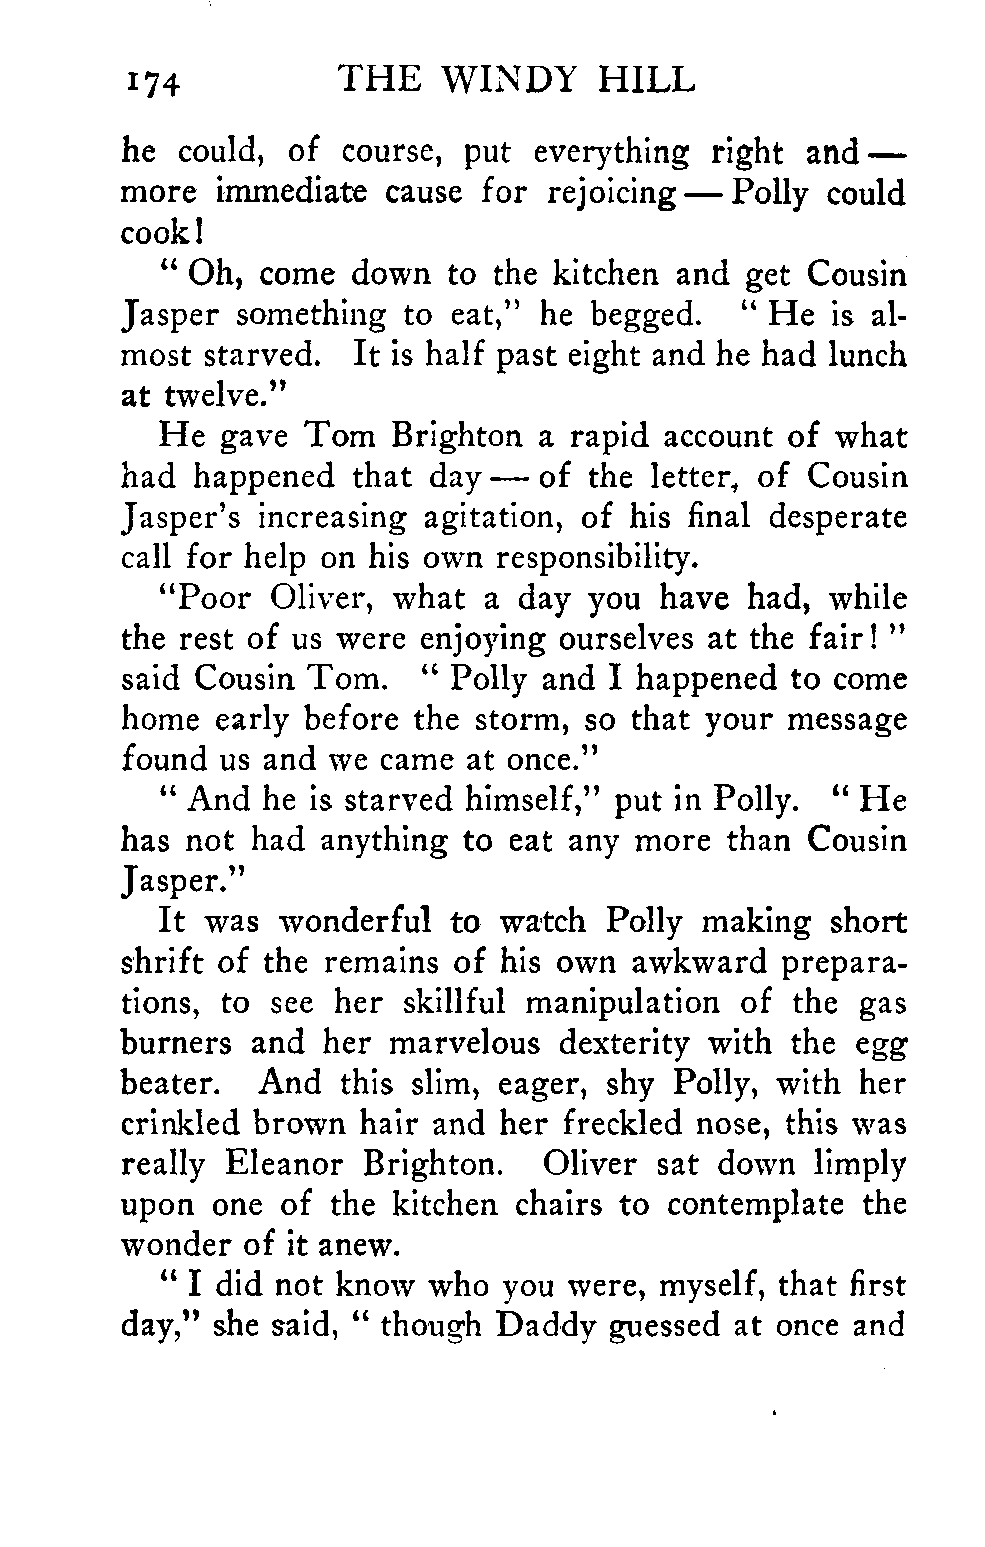 174 THE WINDY HILL
he could, of course, put everything right and —
more immediate cause for rejoicing — Polly could
cook!
" Oh, come down to the kitchen and get Cousin
Jasper something to eat," he begged. " He is al-
most starved. It is half past eight and he had lunch
at twelve."
He gave Tom Brighton a rapid account of what
had happened that day — of the letter, of Cousin
Jasper's increasing agitation, of his final desperate
call for help on his own responsibility.
"Poor Oliver, what a day you have had, while
the rest of us were enjoying ourselves at the fair! "
said Cousin Tom. " Polly and I happened to come
home early before the storm, so that your message
found us and we came at once."
" And he is starved himself," put in Polly. " He
has not had anything to eat any more than Cousin
Jasper."
It was wonderful to watch Polly making short
shrift of the remains of his own awkward prepara-
tions, to see her skillful manipulation of the gas
burners and her marvelous dexterity with the egg
beater. And this slim, eager, shy Polly, with her
crinkled brown hair and her freckled nose, this was
really Eleanor Brighton. Oliver sat down limply
upon one of the kitchen chairs to contemplate the
wonder of it anew.
" I did not know who you were, myself, that first
day," she said, " though Daddy guessed at once and